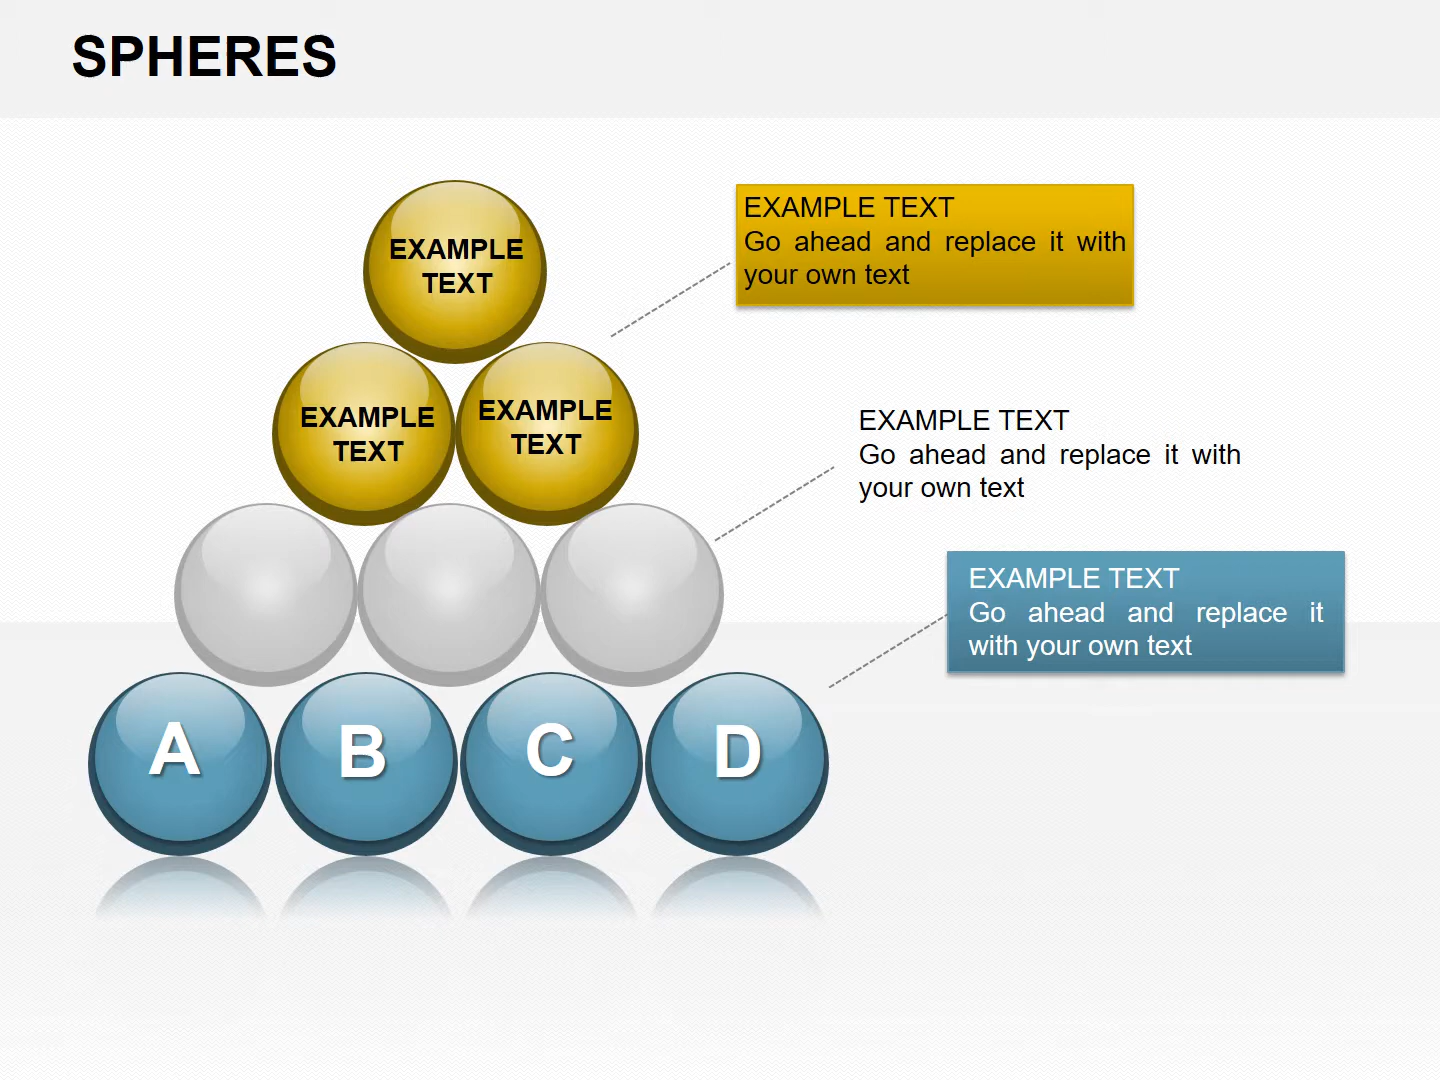 SPHERES
EXAMPLE
TEXT
EXAMPLE TEXT
Go ahead and replace it with
your own text
EXAMPLE
TEXT
EXAMPLE
TEXT
EXAMPLE TEXT
Go ahead and replace it with
your own text
EXAMPLE TEXT
Go ahead and replace it
with your own text
A
B
C
D